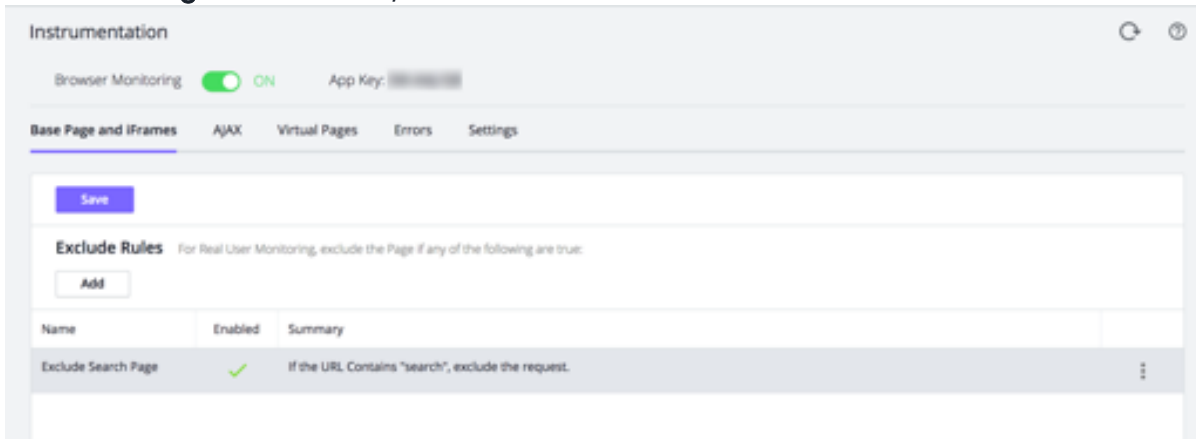 Instrumentation
Browser Monitoring ON App Key:
Base Page and iFrames AJAX Virtual Pages Errors Settings
Save
Exclude Rules For Real User Monitoring, exclude the Page if any of the following are true:
Add
Name Enabled Summary
Exclude Search Page If the URL Contains "search", exclude the request.